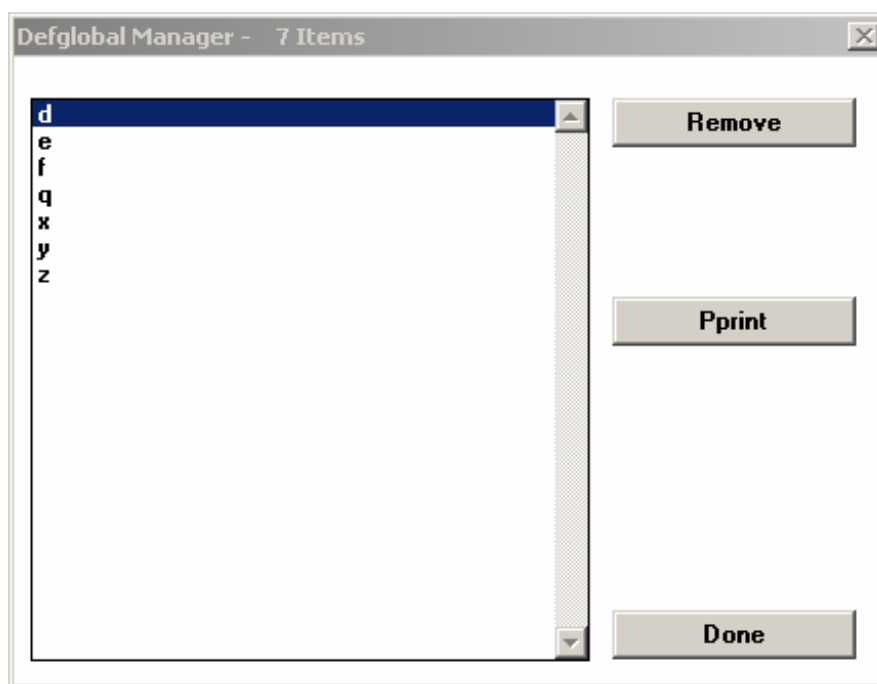 Defglobal Manager - 7 Items
d
e
f
q
x
y
z
Remove
Pprint
Done